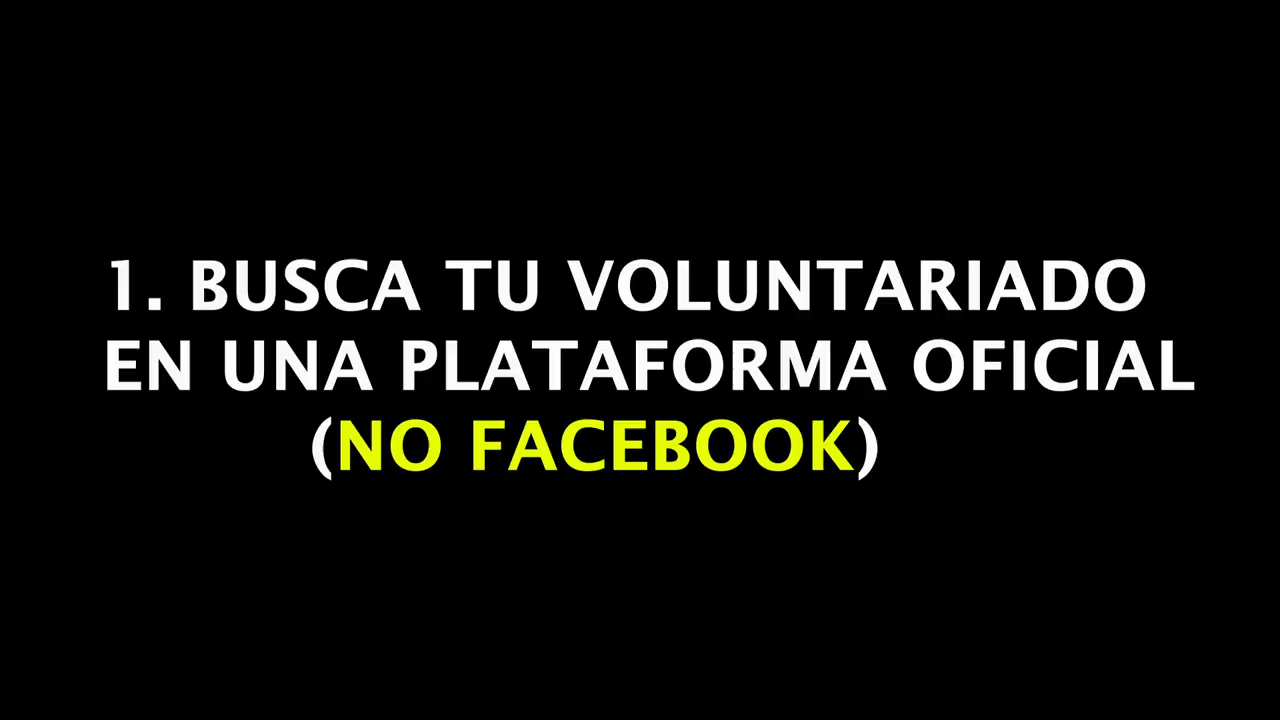 1. BUSCA TU VOLUNTARIADO
EN UNA PLATAFORMA OFICIAL
(NO FACEBOOK)